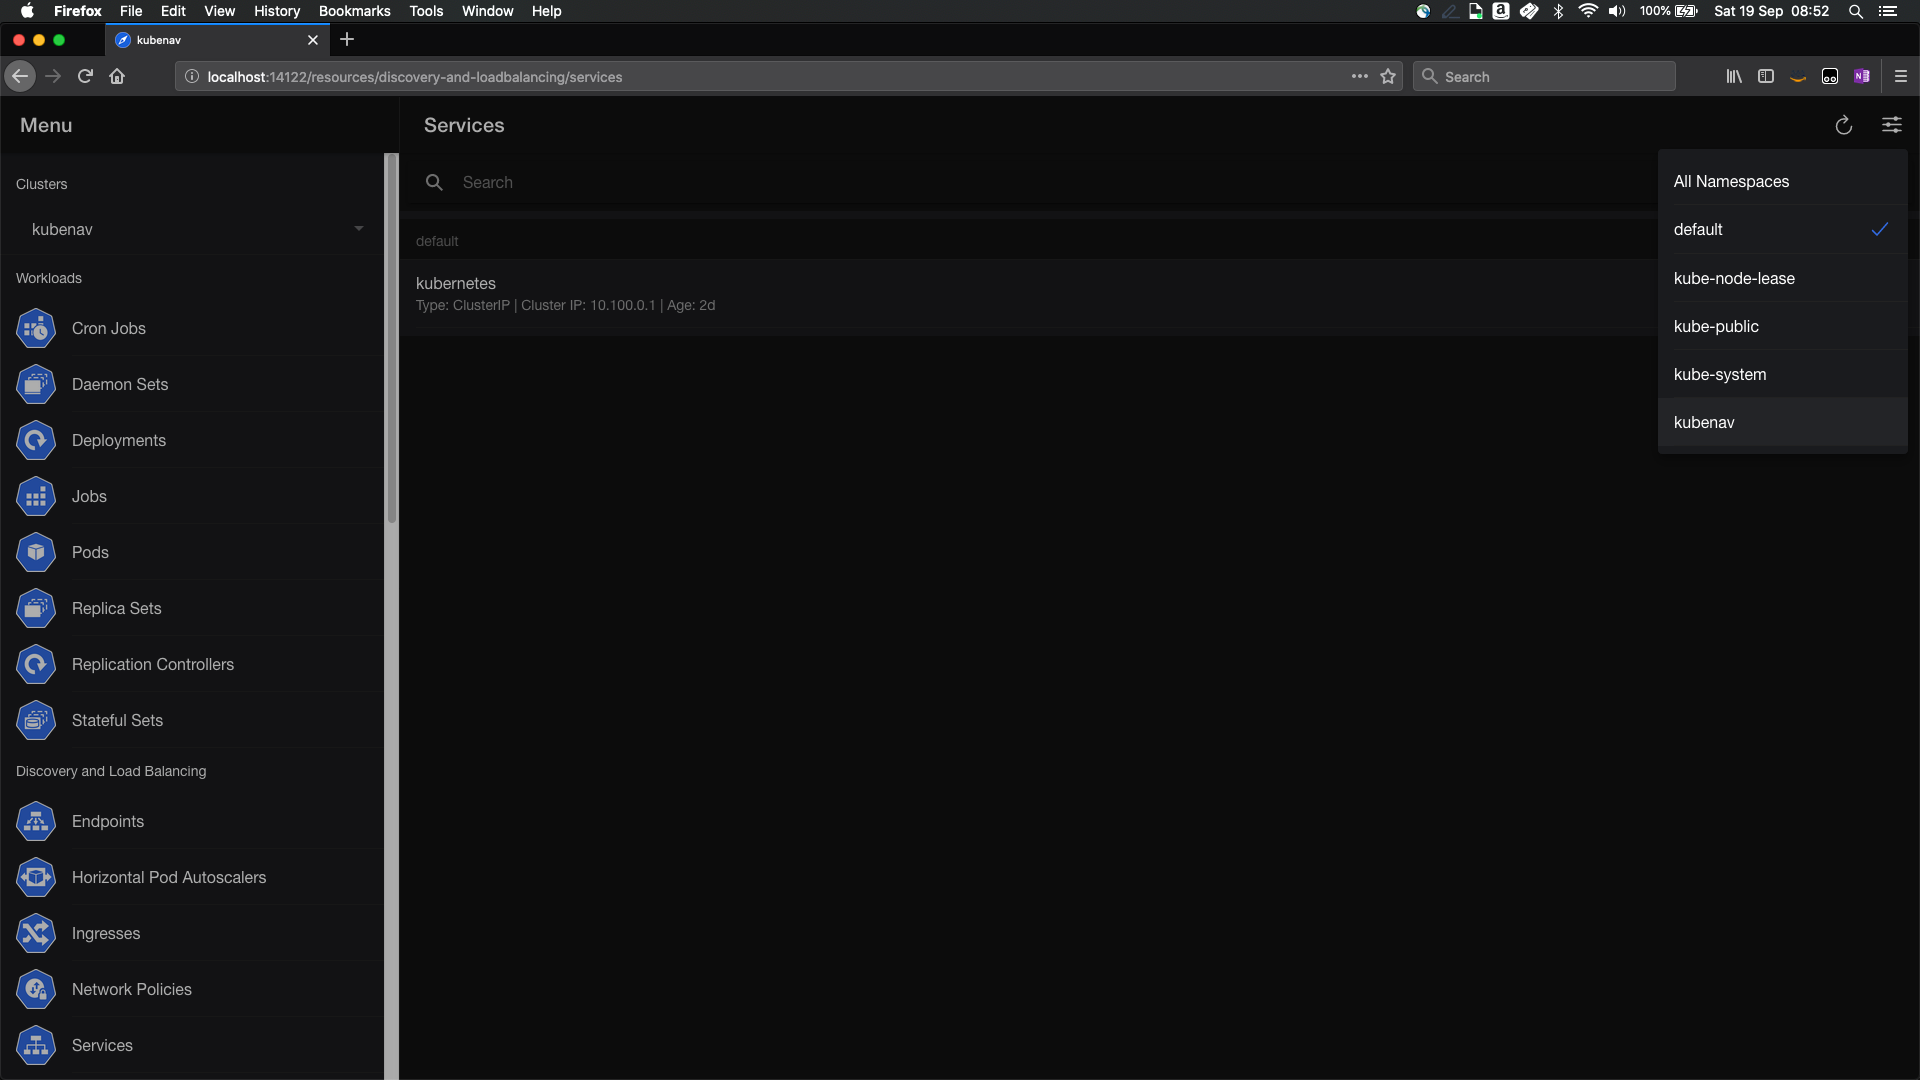 Firefox File Edit View History Bookmarks Tools Window Help 100% Sat 19 Sep 08:52
kubenav
localhost:14122/resources/discovery-and-loadbalancing/services
Search
Menu
Clusters
kubenav
Workloads
Cron Jobs
Daemon Sets
Deployments
Jobs
Pods
Replica Sets
Replication Controllers
Stateful Sets
Discovery and Load Balancing
Endpoints
Horizontal Pod Autoscalers
Ingresses
Network Policies
Services
Services
Search
default
kubernetes
Type: ClusterIP | Cluster IP: 10.100.0.1 | Age: 2d
All Namespaces
default
kube-node-lease
kube-public
kube-system
kubenav